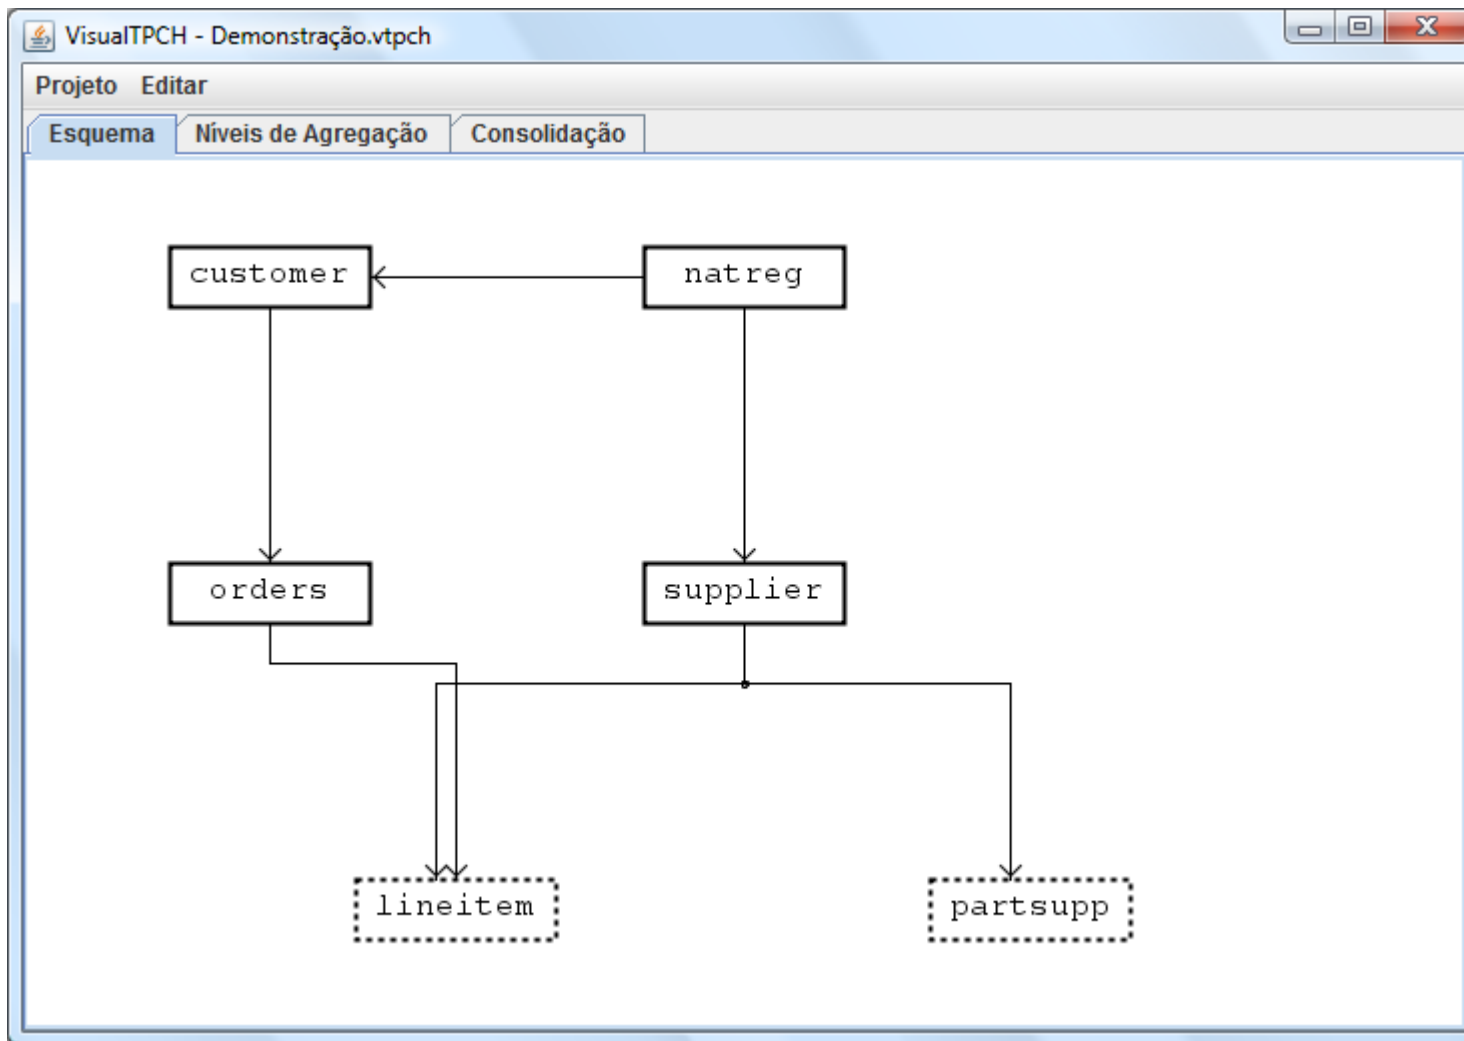 VisualTPCH - Demonstração.vtpch
Projeto Editar
Esquema Níveis de Agregação Consolidação
customer natreg
orders supplier
lineitem partsupp